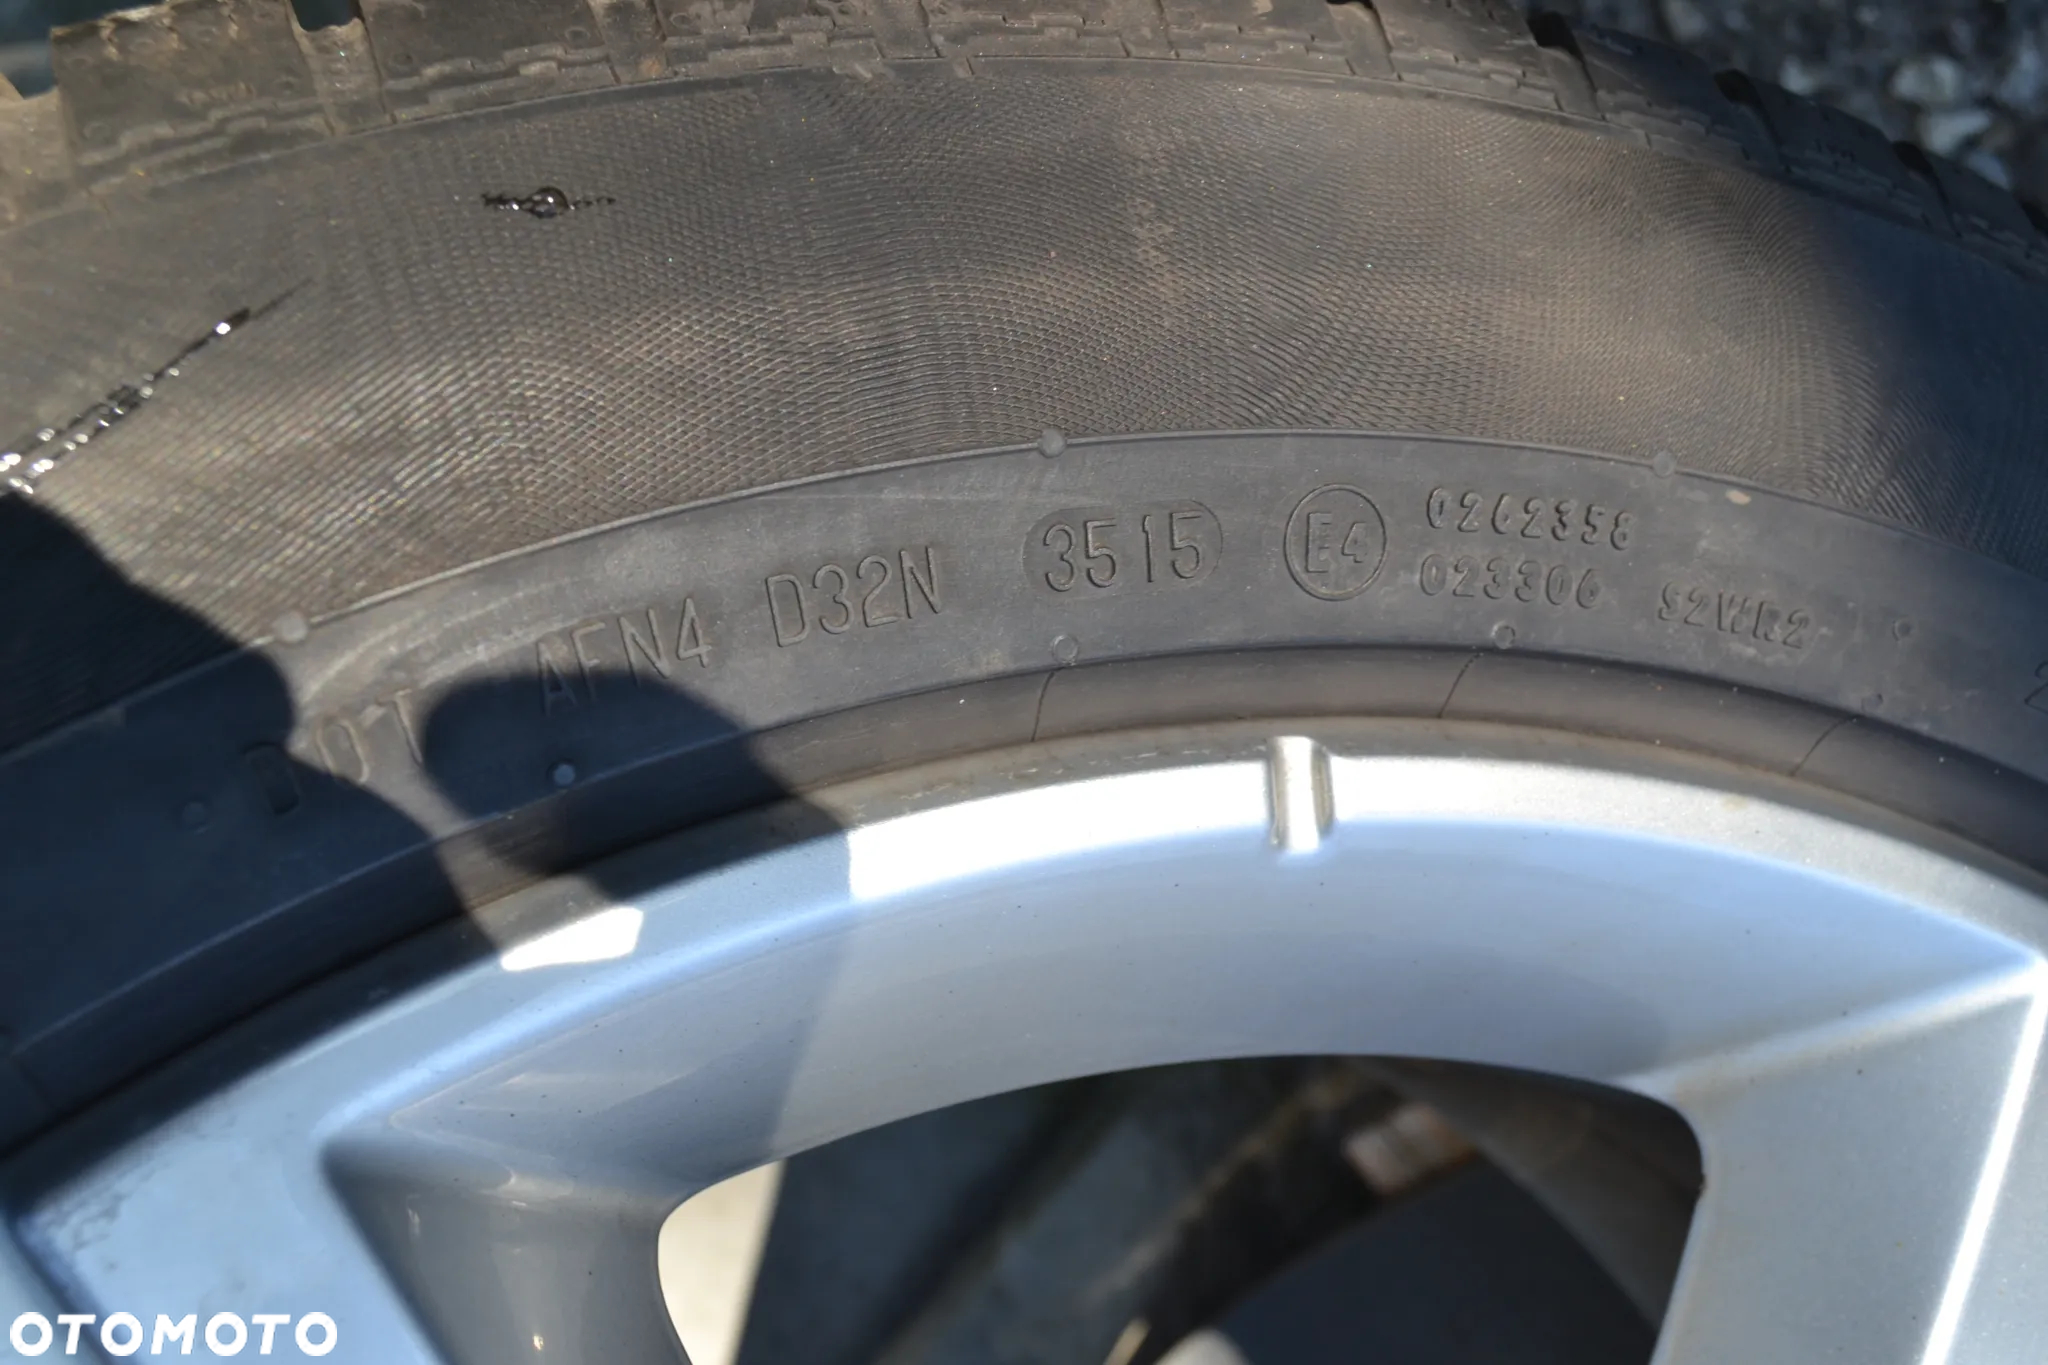 DOT AFN4 D32N 3515 E4 0262358
023306 S2WR2
OTOMOTO